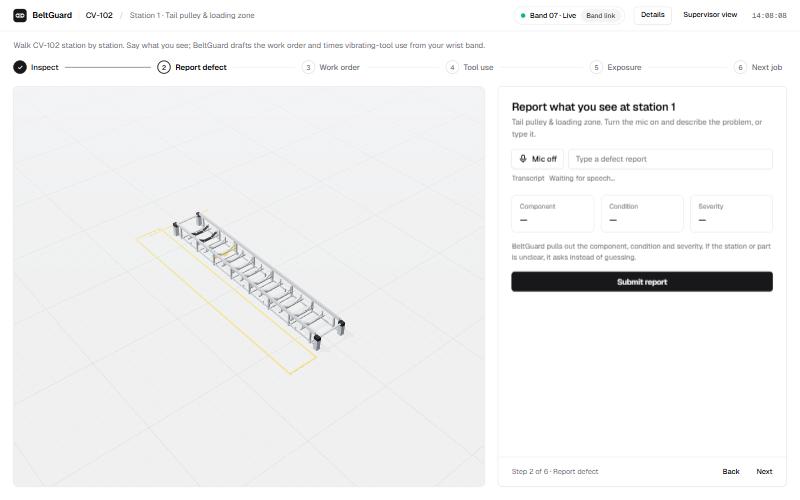 BeltGuard / CV-102 / Station 1 · Tail pulley & loading zone
Band 07 · Live Band link Details Supervisor view 14:08:08
Walk CV-102 station by station. Say what you see; BeltGuard drafts the work order and times vibrating-tool use from your wrist band.
Inspect 2 Report defect 3 Work order 4 Tool use 5 Exposure 6 Next job
Report what you see at station 1
Tail pulley & loading zone. Turn the mic on and describe the problem, or
type it.
Mic off Type a defect report
Transcript Waiting for speech...
Component Condition Severity
— — —
BeltGuard pulls out the component, condition and severity. If the station or part
is unclear, it asks instead of guessing.
Submit report
Step 2 of 6 · Report defect Back Next